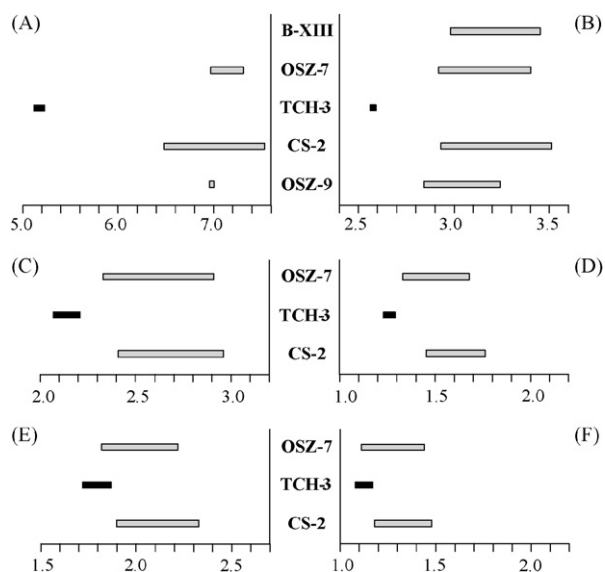 (A) B-XIII (B)
OSZ-7
TCH-3
CS-2
OSZ-9
5.0 6.0 7.0 2.5 3.0 3.5
(C) OSZ-7 (D)
TCH-3
CS-2
2.0 2.5 3.0 1.0 1.5 2.0
(E) OSZ-7 (F)
TCH-3
CS-2
1.5 2.0 2.5 1.0 1.5 2.0